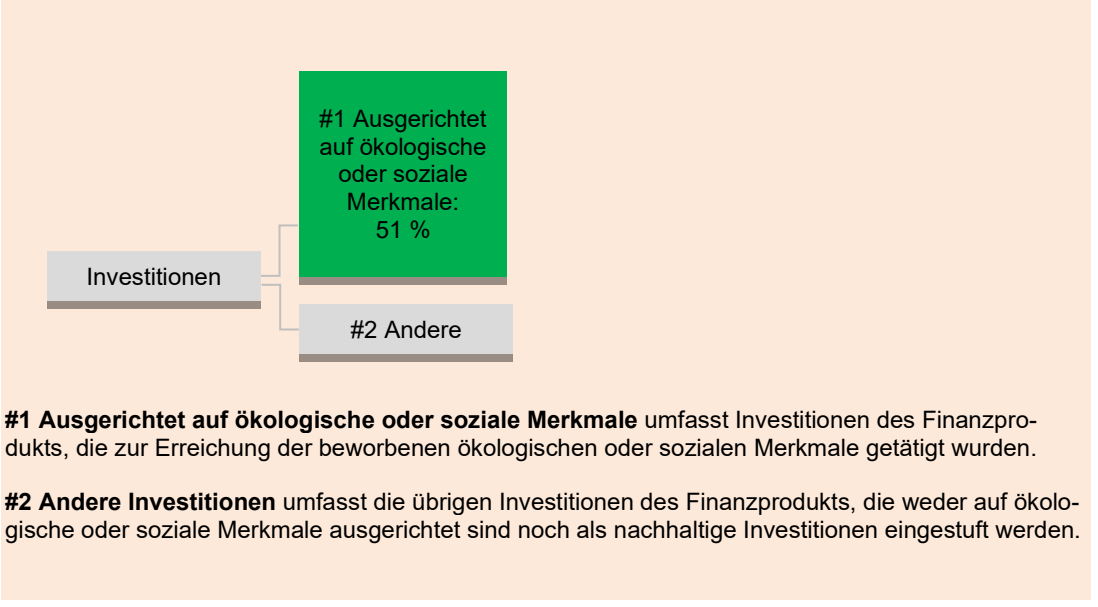 #1 Ausgerichtet
auf ökologische
oder soziale
Merkmale:
51 %
Investitionen
#2 Andere
#1 Ausgerichtet auf ökologische oder soziale Merkmale umfasst Investitionen des Finanzpro-
dukts, die zur Erreichung der beworbenen ökologischen oder sozialen Merkmale getätigt wurden.
#2 Andere Investitionen umfasst die übrigen Investitionen des Finanzprodukts, die weder auf ökolo-
gische oder soziale Merkmale ausgerichtet sind noch als nachhaltige Investitionen eingestuft werden.